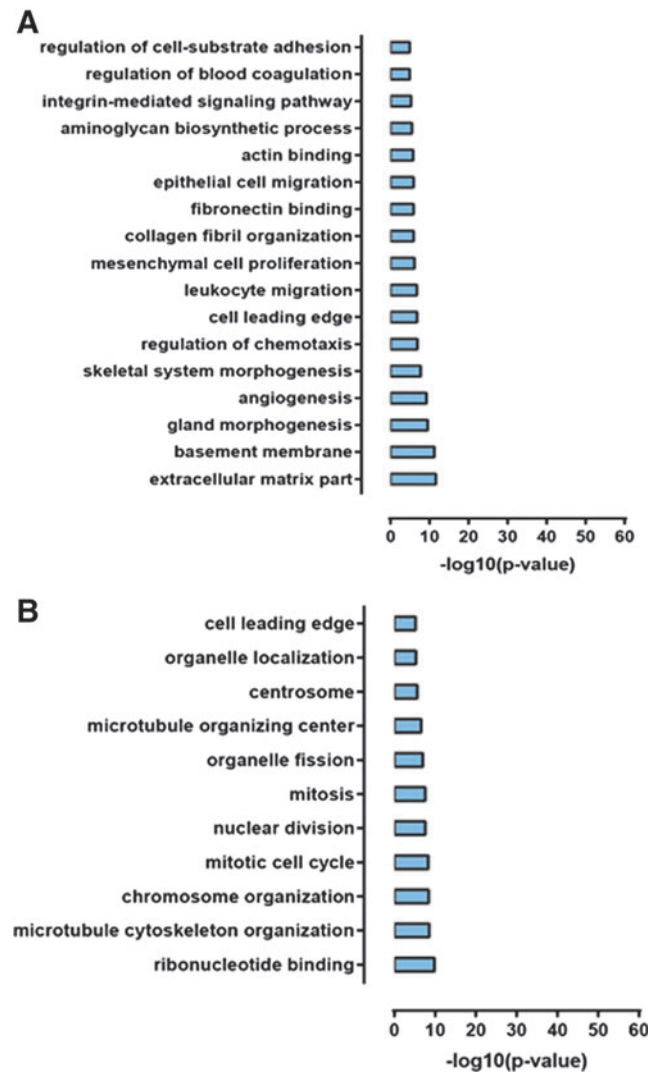 A
regulation of cell-substrate adhesion
regulation of blood coagulation
integrin-mediated signaling pathway
aminoglycan biosynthetic process
actin binding
epithelial cell migration
fibronectin binding
collagen fibril organization
mesenchymal cell proliferation
leukocyte migration
cell leading edge
regulation of chemotaxis
skeletal system morphogenesis
angiogenesis
gland morphogenesis
basement membrane
extracellular matrix part
0 10 20 30 40 50 60
-log10(p-value)
B
cell leading edge
organelle localization
centrosome
microtubule organizing center
organelle fission
mitosis
nuclear division
mitotic cell cycle
chromosome organization
microtubule cytoskeleton organization
ribonucleotide binding
0 10 20 30 40 50 60
-log10(p-value)